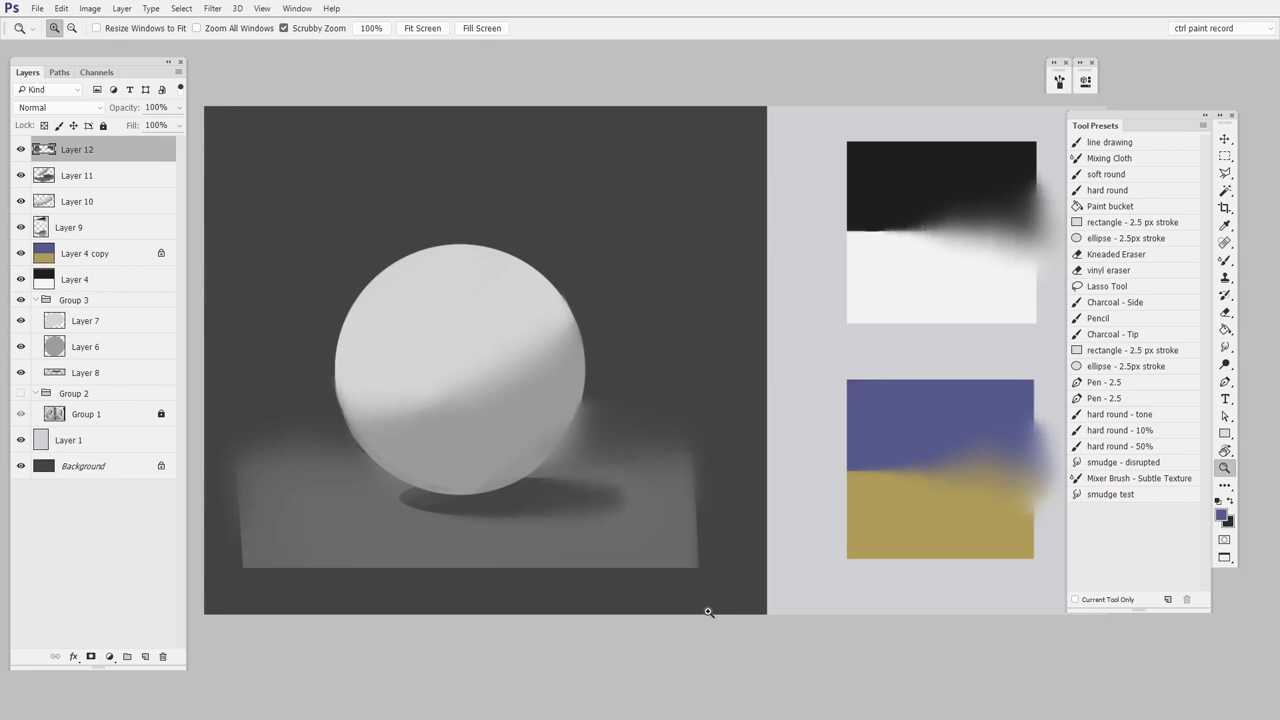 Ps File Edit Image Layer Type Select Filter 3D View Window Help
Resize Windows to Fit Zoom All Windows Scrubby Zoom 100% Fit Screen Fill Screen ctrl paint record
Layers Paths Channels
Kind
Normal Opacity: 100%
Lock: Fill: 100%
Layer 12
Layer 11
Layer 10
Layer 9
Layer 4 copy
Layer 4
Group 3
Layer 7
Layer 6
Layer 8
Group 2
Group 1
Layer 1
Background
fx
Tool Presets
line drawing
Mixing Cloth
soft round
hard round
Paint bucket
rectangle - 2.5 px stroke
ellipse - 2.5px stroke
Kneaded Eraser
vinyl eraser
Lasso Tool
Charcoal - Side
Pencil
Charcoal - Tip
rectangle - 2.5 px stroke
ellipse - 2.5px stroke
Pen - 2.5
Pen - 2.5
hard round - tone
hard round - 10%
hard round - 50%
smudge - disrupted
Mixer Brush - Subtle Texture
smudge test
Current Tool Only